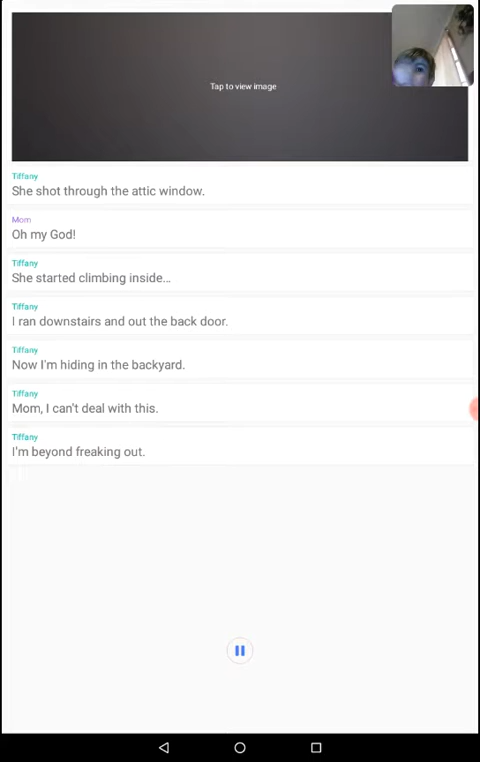 Tap to view image
Tiffany
She shot through the attic window.
Mom
Oh my God!
Tiffany
She started climbing inside...
Tiffany
I ran downstairs and out the back door.
Tiffany
Now I'm hiding in the backyard.
Tiffany
Mom, I can't deal with this.
Tiffany
I'm beyond freaking out.